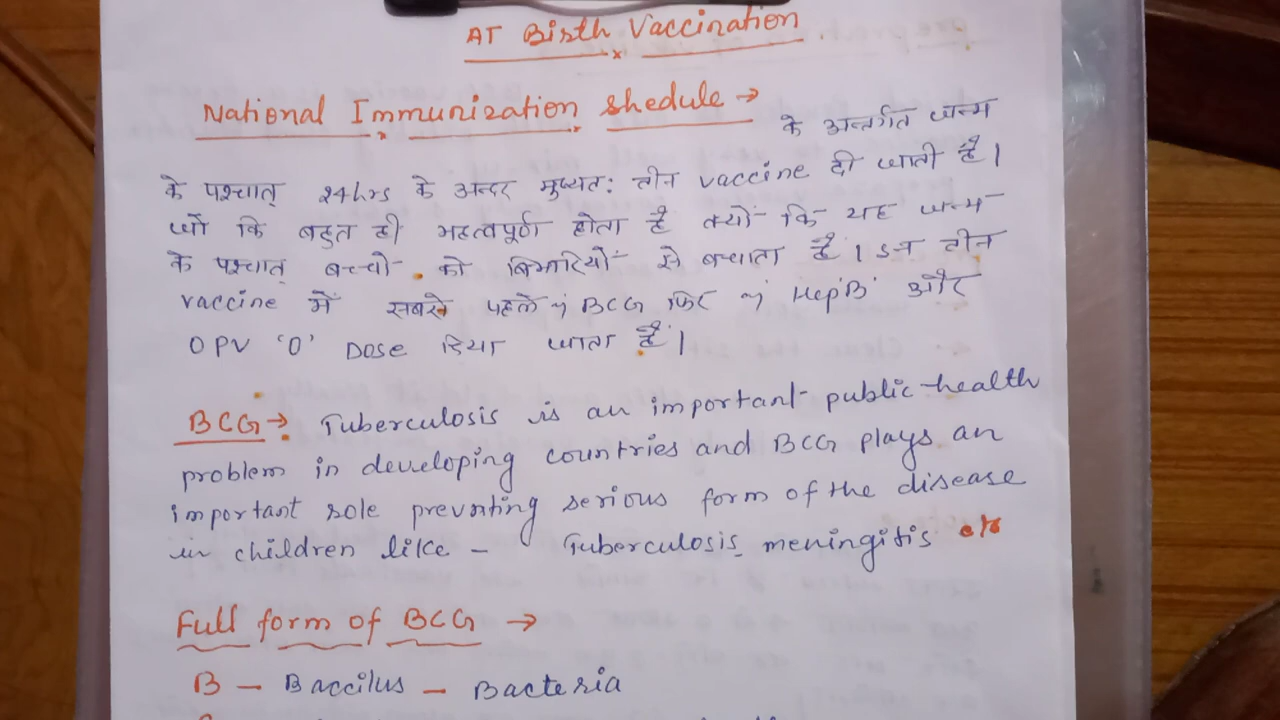 AT Birth Vaccination
National Immunization Shedule →
के अन्तर्गत जन्म
के पश्चात् 24hrs के अन्दर मुख्यत: तीन vaccine दी जाती है।
जो कि बहुत ही महत्वपूर्ण होता है क्यों कि यह जन्म
के पश्चात् बच्चों को बिमारियों से बचाता है। इन तीन
vaccine में सबसे पहले BCG फिर Hep'B' और
OPV '0' Dose दिया जाता है।
BCG → Tuberculosis is an important public health
problem in developing countries and BCG plays an
important role prevnting serious form of the disease
in children like - Tuberculosis meningitis
Full form of BCG →
B - Baccilus - Bacteria